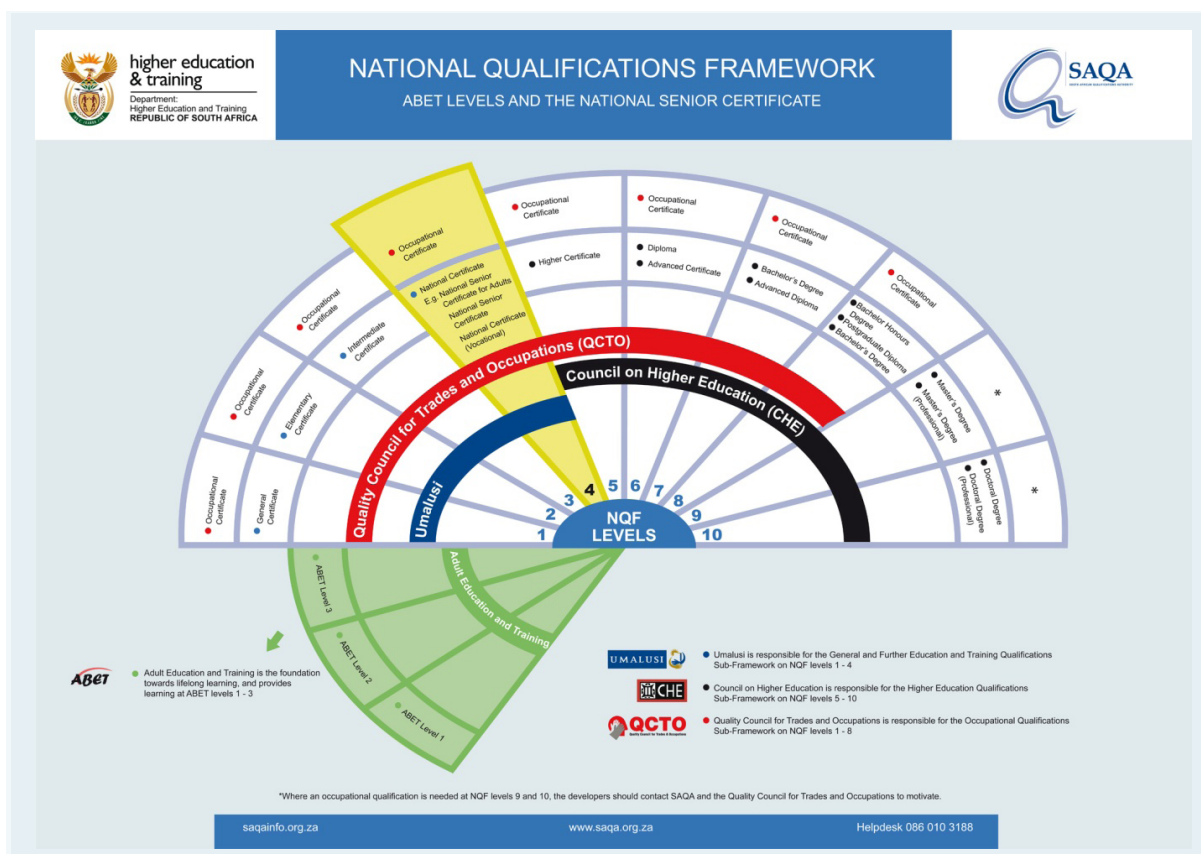 higher education
& training
Department:
Higher Education and Training
REPUBLIC OF SOUTH AFRICA
NATIONAL QUALIFICATIONS FRAMEWORK
ABET LEVELS AND THE NATIONAL SENIOR CERTIFICATE
SAQA
SOUTH AFRICAN QUALIFICATIONS AUTHORITY
Occupational
Certificate
General
Certificate
Occupational
Certificate
Elementary
Certificate
Occupational
Certificate
Intermediate
Certificate
Occupational
Certificate
National Certificate
E.g. National Senior
Certificate for Adults
National Senior
Certificate
National Certificate
(Vocational)
Occupational
Certificate
Higher Certificate
Occupational
Certificate
Diploma
Advanced Certificate
Occupational
Certificate
Bachelor's Degree
Advanced Diploma
Occupational
Certificate
Bachelor Honours
Degree
Postgraduate Diploma
Bachelor's Degree
*
Master's Degree
Master's Degree
(Professional)
*
Doctoral Degree
Doctoral Degree
(Professional)
Quality Council for Trades and Occupations (QCTO)
Council on Higher Education (CHE)
Umalusi
1
2
3
4
5
6
7
8
9
10
NQF
LEVELS
Adult Education and Training
ABET Level 3
ABET Level 2
ABET Level 1
ABET
Adult Education and Training is the foundation
towards lifelong learning, and provides
learning at ABET levels 1 - 3
UMALUSI
Umalusi is responsible for the General and Further Education and Training Qualifications
Sub-Framework on NQF levels 1 - 4
CHE
Council on Higher Education is responsible for the Higher Education Qualifications
Sub-Framework on NQF levels 5 - 10
QCTO
Quality Council for Trades & Occupations
Quality Council for Trades and Occupations is responsible for the Occupational Qualifications
Sub-Framework on NQF levels 1 - 8
*Where an occupational qualification is needed at NQF levels 9 and 10, the developers should contact SAQA and the Quality Council for Trades and Occupations to motivate.
saqainfo.org.za
www.saqa.org.za
Helpdesk 086 010 3188